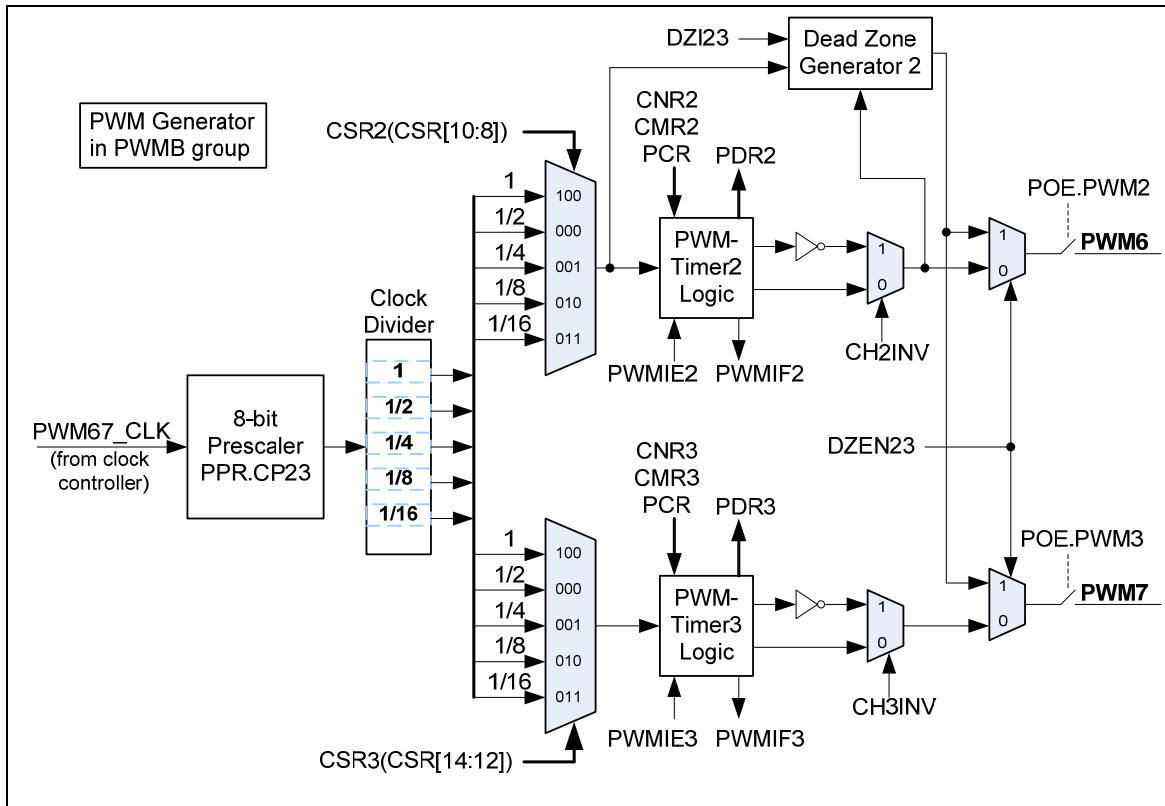 PWM Generator
in PWMB group
DZI23
Dead Zone
Generator 2
CSR2(CSR[10:8])
CNR2
CMR2
PCR
PDR2
1
1/2
1/4
1/8
1/16
100
000
001
010
011
PWM-
Timer2
Logic
1
0
PWMIE2
PWMIF2
CH2INV
1
0
POE.PWM2
PWM6
Clock
Divider
1
1/2
1/4
1/8
1/16
PWM67_CLK
(from clock
controller)
8-bit
Prescaler
PPR.CP23
DZEN23
CNR3
CMR3
PCR
PDR3
1
1/2
1/4
1/8
1/16
100
000
001
010
011
PWM-
Timer3
Logic
1
0
PWMIE3
PWMIF3
CH3INV
1
0
POE.PWM3
PWM7
CSR3(CSR[14:12])